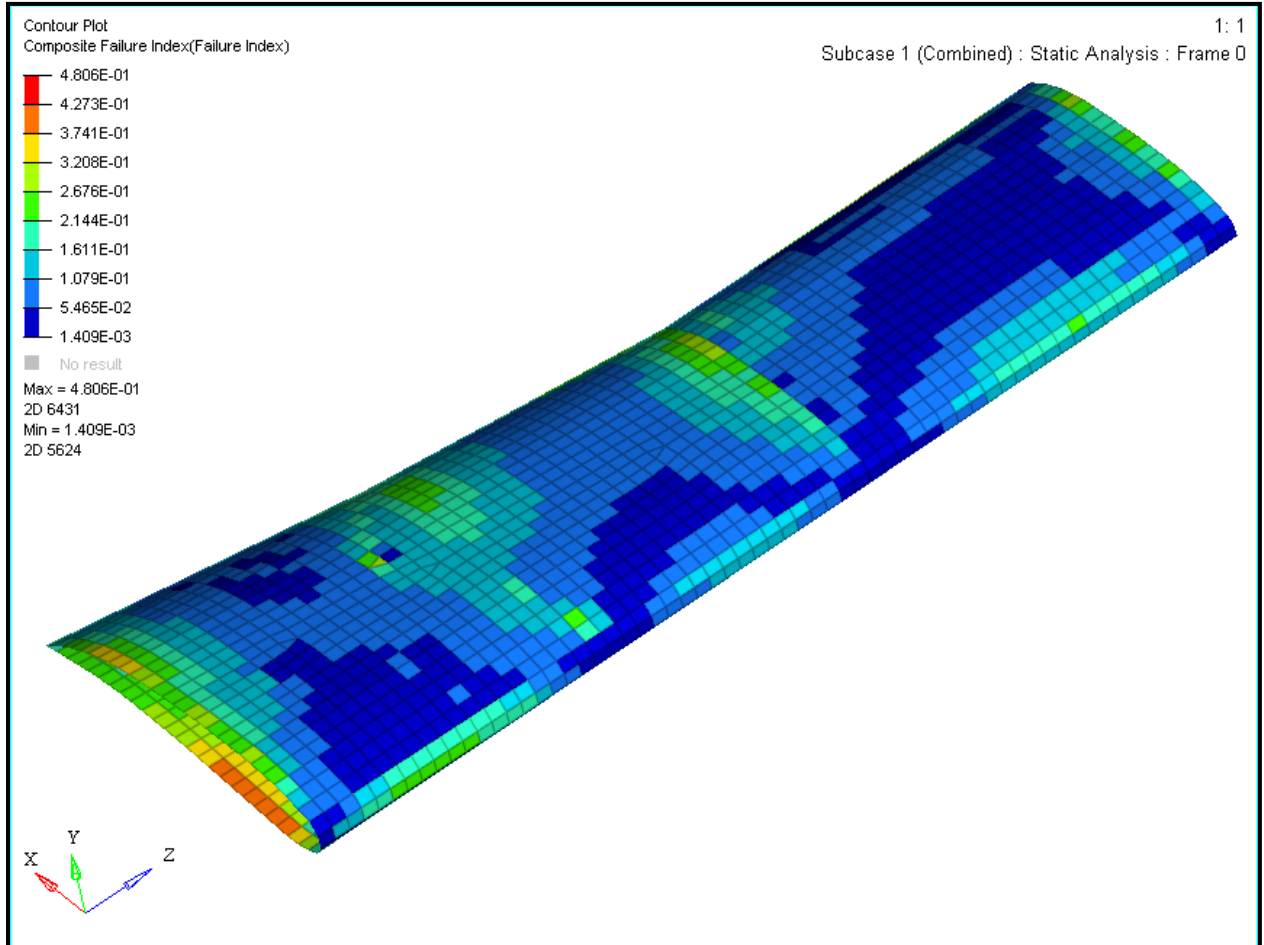 Contour Plot
Composite Failure Index(Failure Index)
4.806E-01
4.273E-01
3.741E-01
3.208E-01
2.676E-01
2.144E-01
1.611E-01
1.079E-01
5.465E-02
1.409E-03
No result
Max = 4.806E-01
2D 6431
Min = 1.409E-03
2D 5624
1: 1
Subcase 1 (Combined) : Static Analysis : Frame 0
Y
X
Z